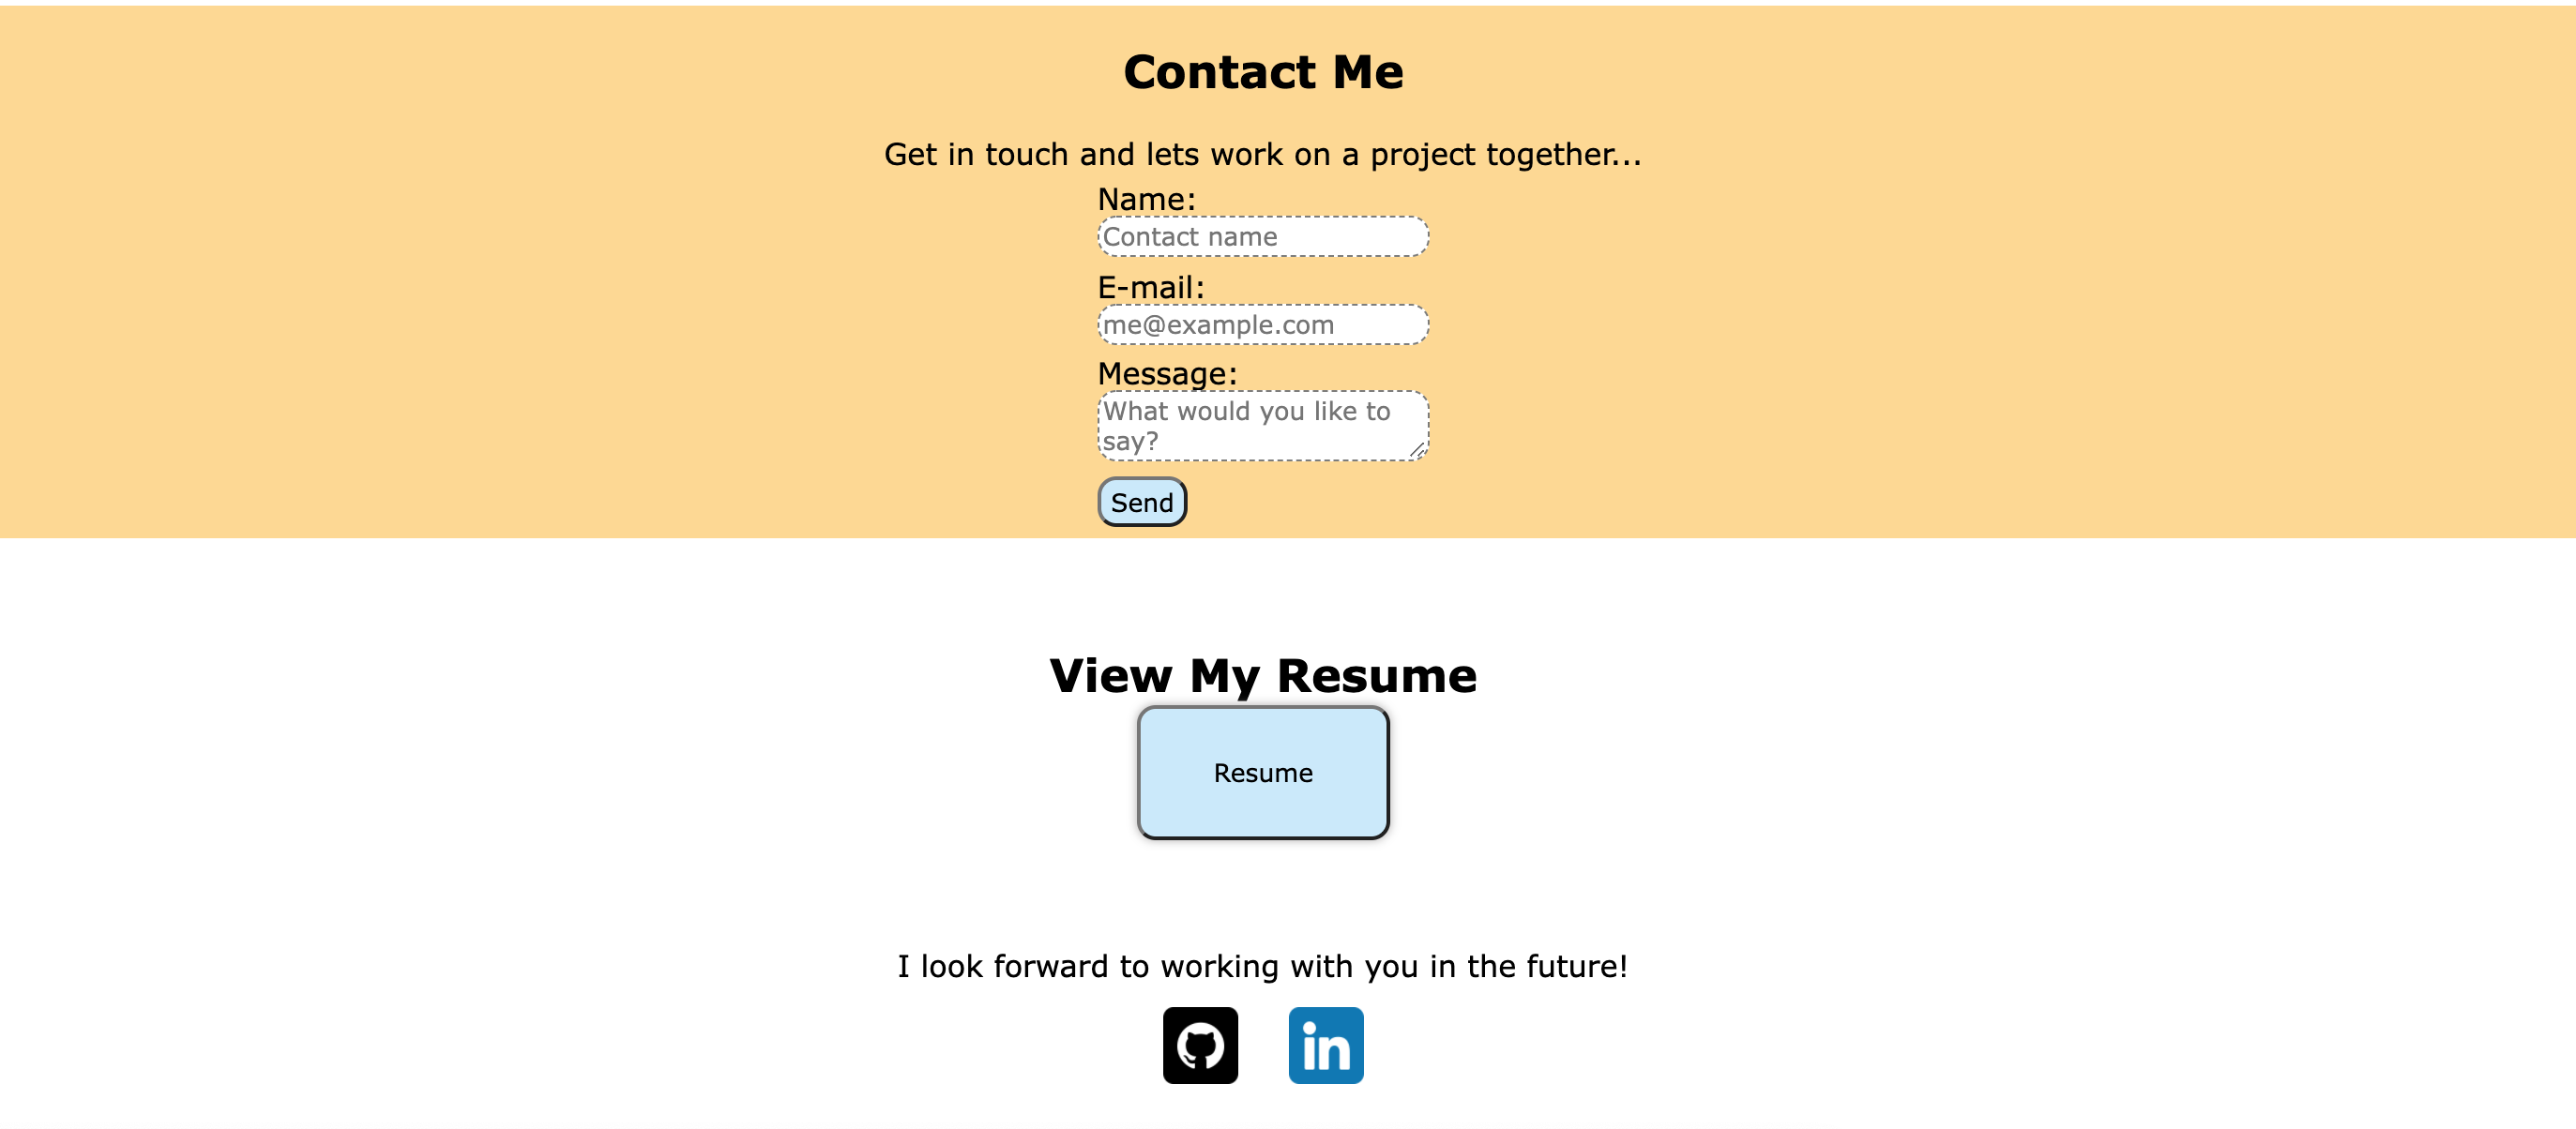 Contact Me
Get in touch and lets work on a project together...
Name:
Contact name
E-mail:
me@example.com
Message:
What would you like to
say?
Send
View My Resume
Resume
I look forward to working with you in the future!
in